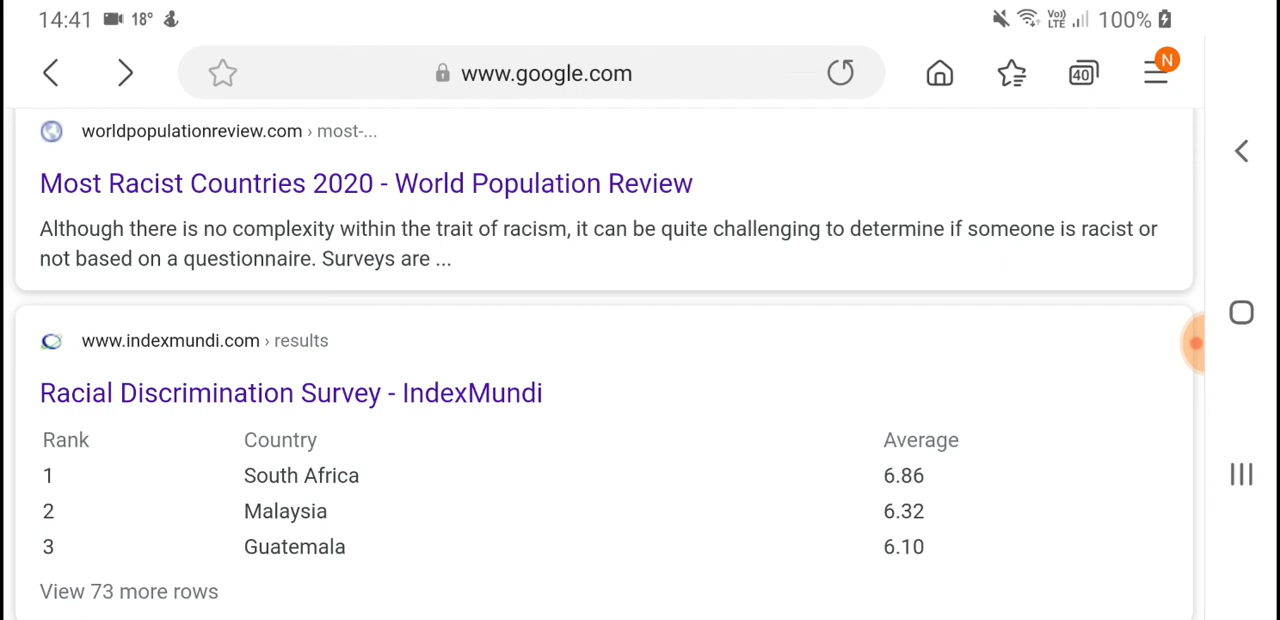 14:41 18° Vo)) LTE 100%
www.google.com 40 N
worldpopulationreview.com › most-...
Most Racist Countries 2020 - World Population Review
Although there is no complexity within the trait of racism, it can be quite challenging to determine if someone is racist or
not based on a questionnaire. Surveys are ...
www.indexmundi.com › results
Racial Discrimination Survey - IndexMundi
Rank Country Average
1 South Africa 6.86
2 Malaysia 6.32
3 Guatemala 6.10
View 73 more rows